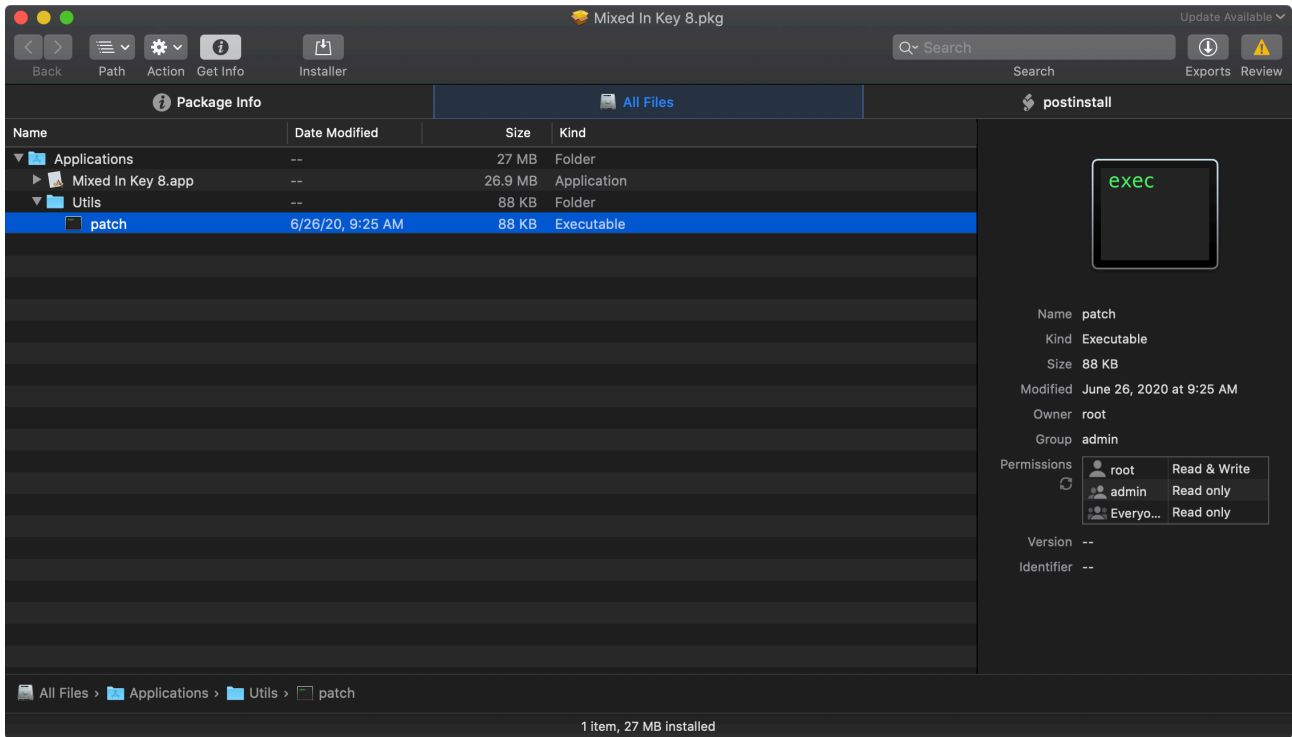 Mixed In Key 8.pkg
Update Available
Search
Back Path Action Get Info Installer Search Exports Review
Package Info All Files postinstall
Name Date Modified Size Kind
Applications -- 27 MB Folder
Mixed In Key 8.app -- 26.9 MB Application
Utils -- 88 KB Folder
patch 6/26/20, 9:25 AM 88 KB Executable
exec
Name patch
Kind Executable
Size 88 KB
Modified June 26, 2020 at 9:25 AM
Owner root
Group admin
Permissions root Read & Write
admin Read only
Everyo... Read only
Version --
Identifier --
All Files › Applications › Utils › patch
1 item, 27 MB installed